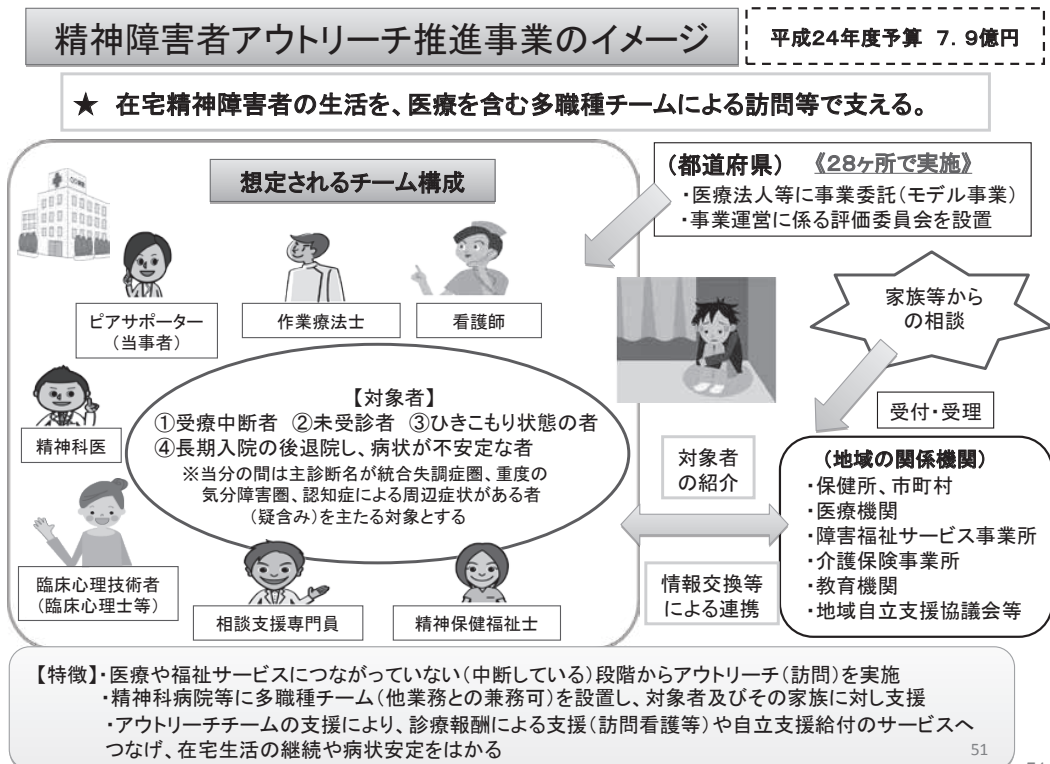 精神障害者アウトリーチ推進事業のイメージ
平成24年度予算 7.9億円
★ 在宅精神障害者の生活を、医療を含む多職種チームによる訪問等で支える。
想定されるチーム構成
(都道府県) 《28ヶ所で実施》
・医療法人等に事業委託(モデル事業)
・事業運営に係る評価委員会を設置
ピアサポーター
(当事者)
作業療法士
看護師
家族等から
の相談
【対象者】
①受療中断者 ②未受診者 ③ひきこもり状態の者
④長期入院の後退院し、病状が不安定な者
※当分の間は主診断名が統合失調症圏、重度の
気分障害圏、認知症による周辺症状がある者
(疑含み)を主たる対象とする
精神科医
臨床心理技術者
(臨床心理士等)
相談支援専門員
精神保健福祉士
受付・受理
対象者
の紹介
情報交換等
による連携
(地域の関係機関)
・保健所、市町村
・医療機関
・障害福祉サービス事業所
・介護保険事業所
・教育機関
・地域自立支援協議会等
【特徴】・医療や福祉サービスにつながっていない(中断している)段階からアウトリーチ(訪問)を実施
・精神科病院等に多職種チーム(他業務との兼務可)を設置し、対象者及びその家族に対し支援
・アウトリーチチームの支援により、診療報酬による支援(訪問看護等)や自立支援給付のサービスへ
つなげ、在宅生活の継続や病状安定をはかる
51